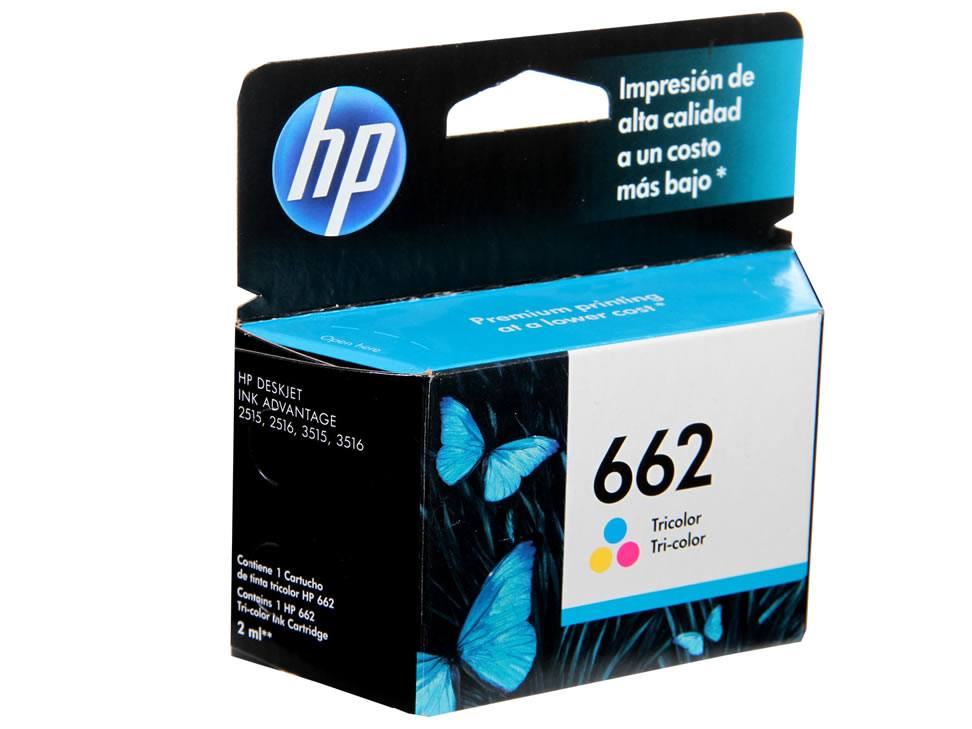 hp
Impresión de
alta calidad
a un costo
más bajo*
Premium printing
at a lower cost*
Open here
HP DESKJET
INK ADVANTAGE
2515, 2516, 3515, 3516
662
Tricolor
Tri-color
Contiene 1 Cartucho
de tinta tricolor HP 662
Contains 1 HP 662
Tri-color Ink Cartridge
2 ml**